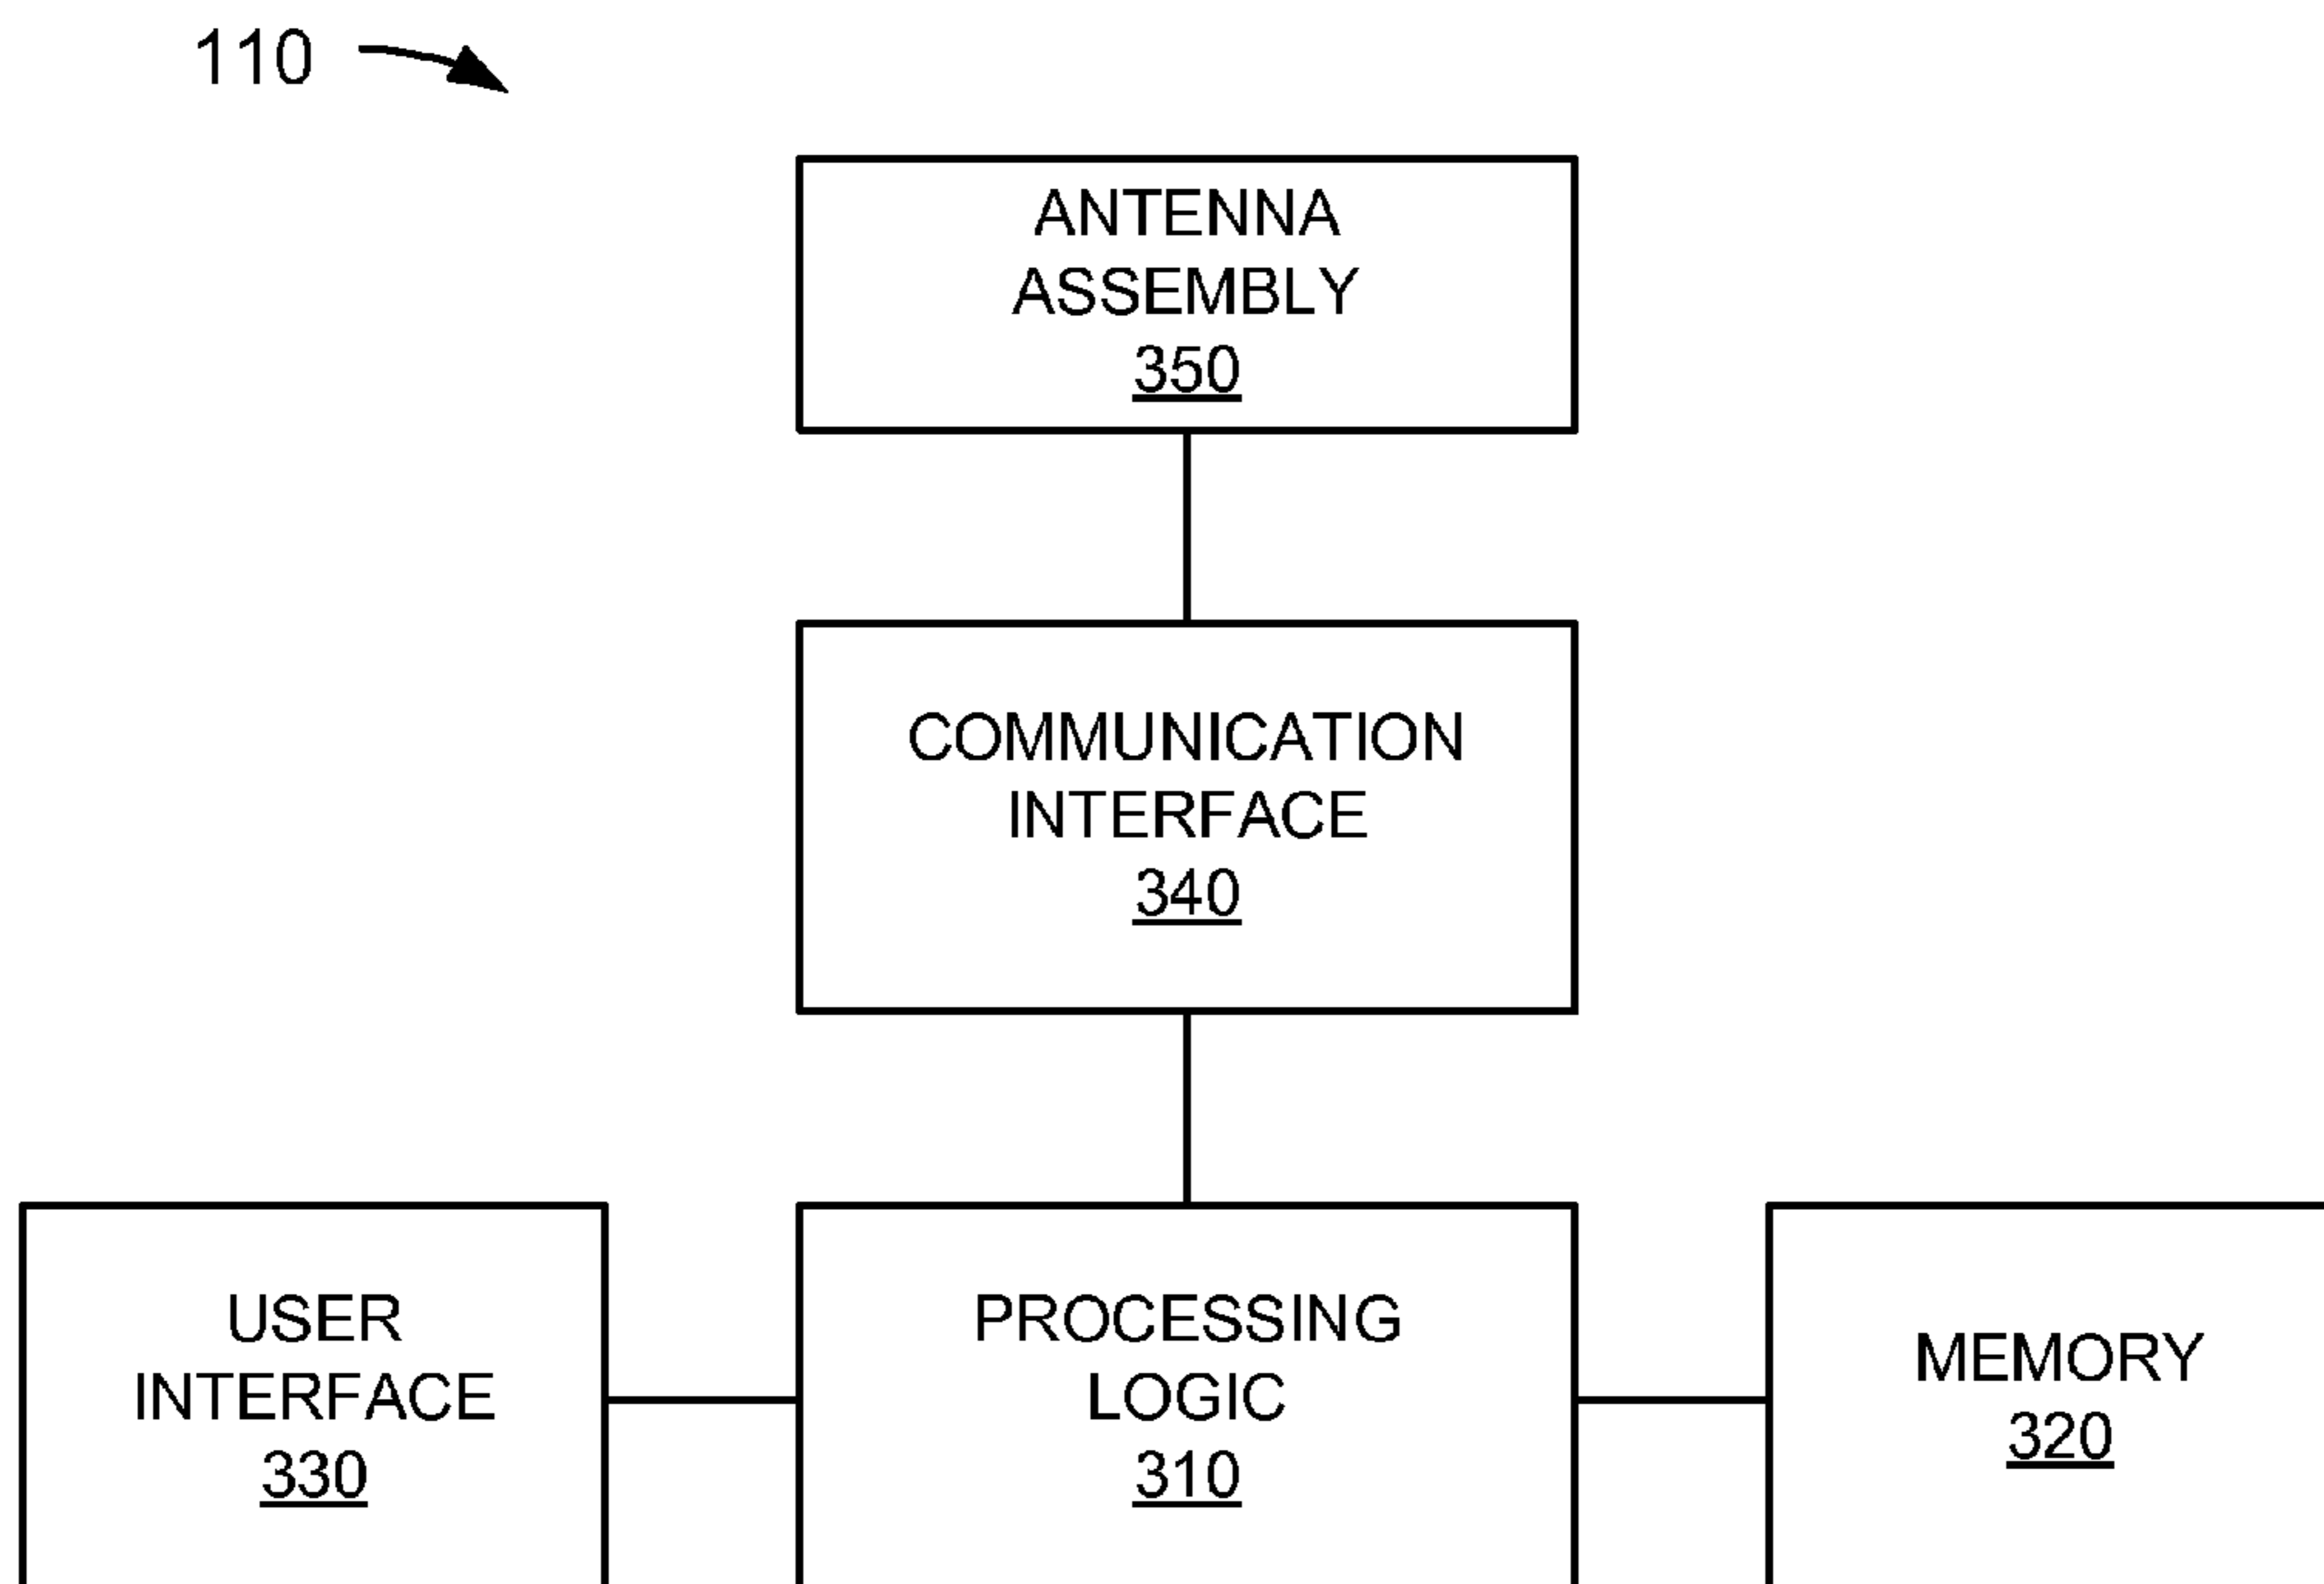 110
ANTENNA
ASSEMBLY
350
COMMUNICATION
INTERFACE
340
USER
INTERFACE
330
PROCESSING
LOGIC
310
MEMORY
320